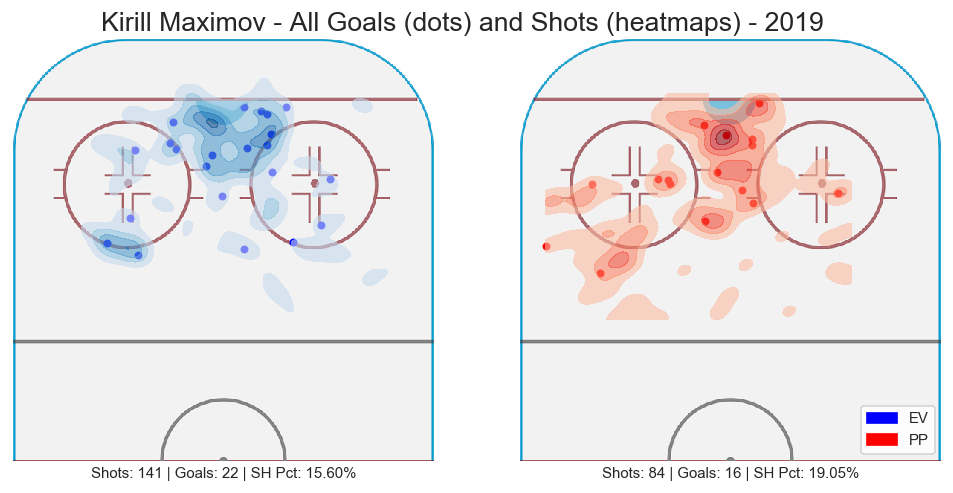 Kirill Maximov - All Goals (dots) and Shots (heatmaps) - 2019
EV
PP
Shots: 141 | Goals: 22 | SH Pct: 15.60%
Shots: 84 | Goals: 16 | SH Pct: 19.05%